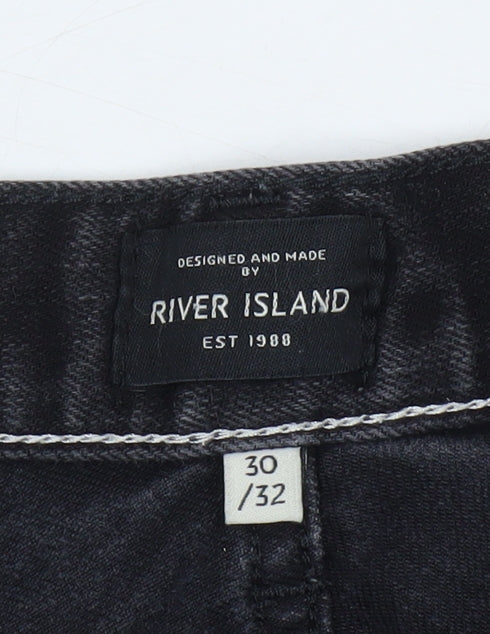 DESIGNED AND MADE
BY
RIVER ISLAND
EST 1988
30
/32